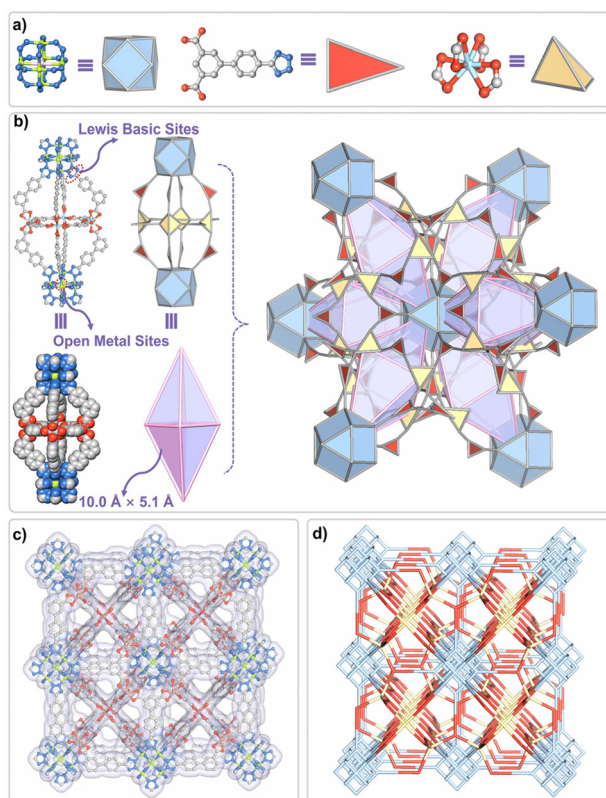 a)
b)
Lewis Basic Sites
Open Metal Sites
10.0 Å × 5.1 Å
c)
d)